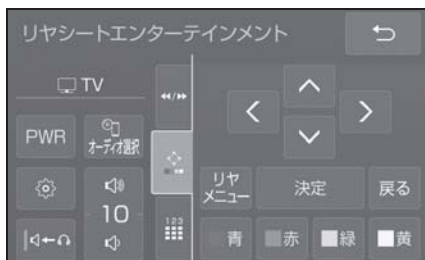 リヤシートエンターテインメント
TV
PWR
オーディオ選択
10
123
リヤ
メニュー
決定
戻る
青
赤
緑
黄